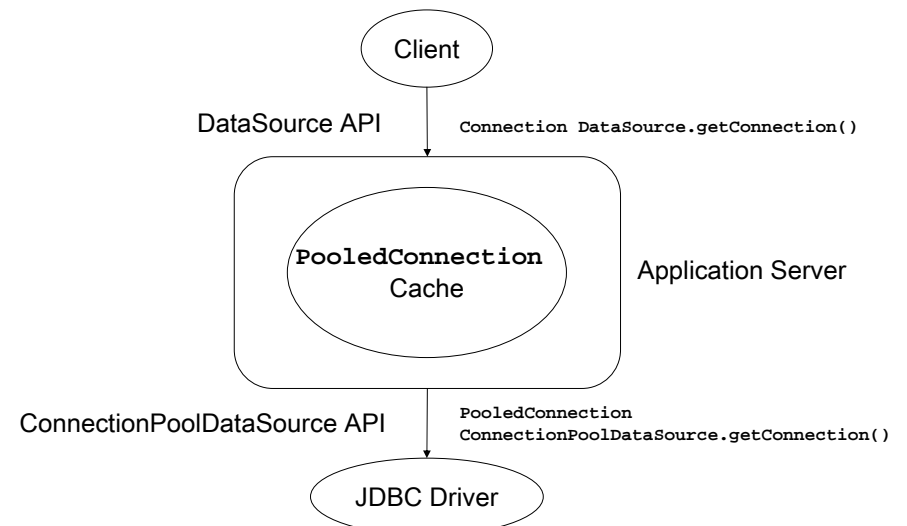 Client
DataSource API
Connection DataSource.getConnection()
PooledConnection
Cache
Application Server
ConnectionPoolDataSource API
PooledConnection
ConnectionPoolDataSource.getConnection()
JDBC Driver